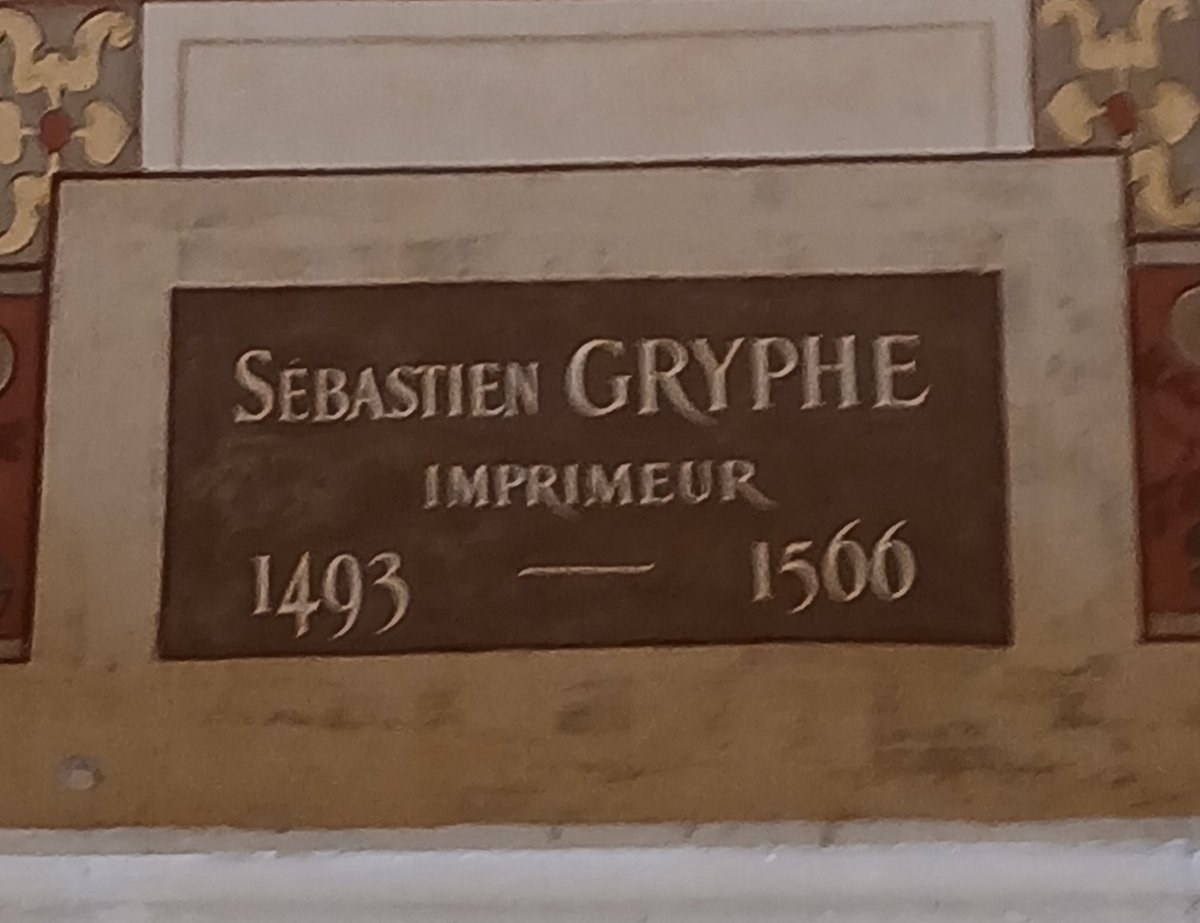 SÉBASTIEN GRYPHE
IMPRIMEUR
1493 — 1566